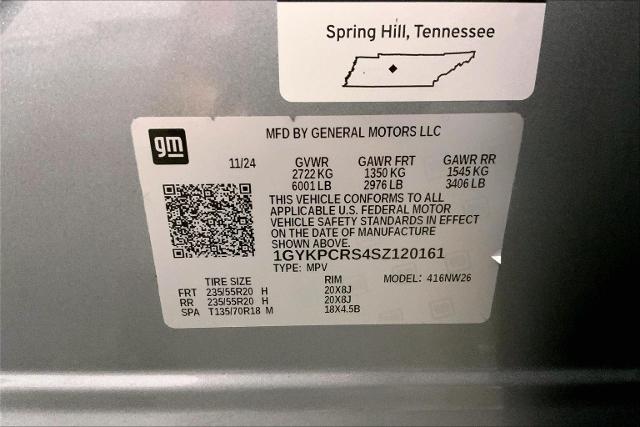 Spring Hill, Tennessee
gm
MFD BY GENERAL MOTORS LLC
11/24 GVWR GAWR FRT GAWR RR
2722 KG 1350 KG 1545 KG
6001 LB 2976 LB 3406 LB
THIS VEHICLE CONFORMS TO ALL
APPLICABLE U.S. FEDERAL MOTOR
VEHICLE SAFETY STANDARDS IN EFFECT
ON THE DATE OF MANUFACTURE
SHOWN ABOVE.
1GYKPCRS4SZ120161
TYPE: MPV
TIRE SIZE RIM MODEL: 416NW26
FRT 235/55R20 H 20X8J
RR 235/55R20 H 20X8J
SPA T135/70R18 M 18X4.5B